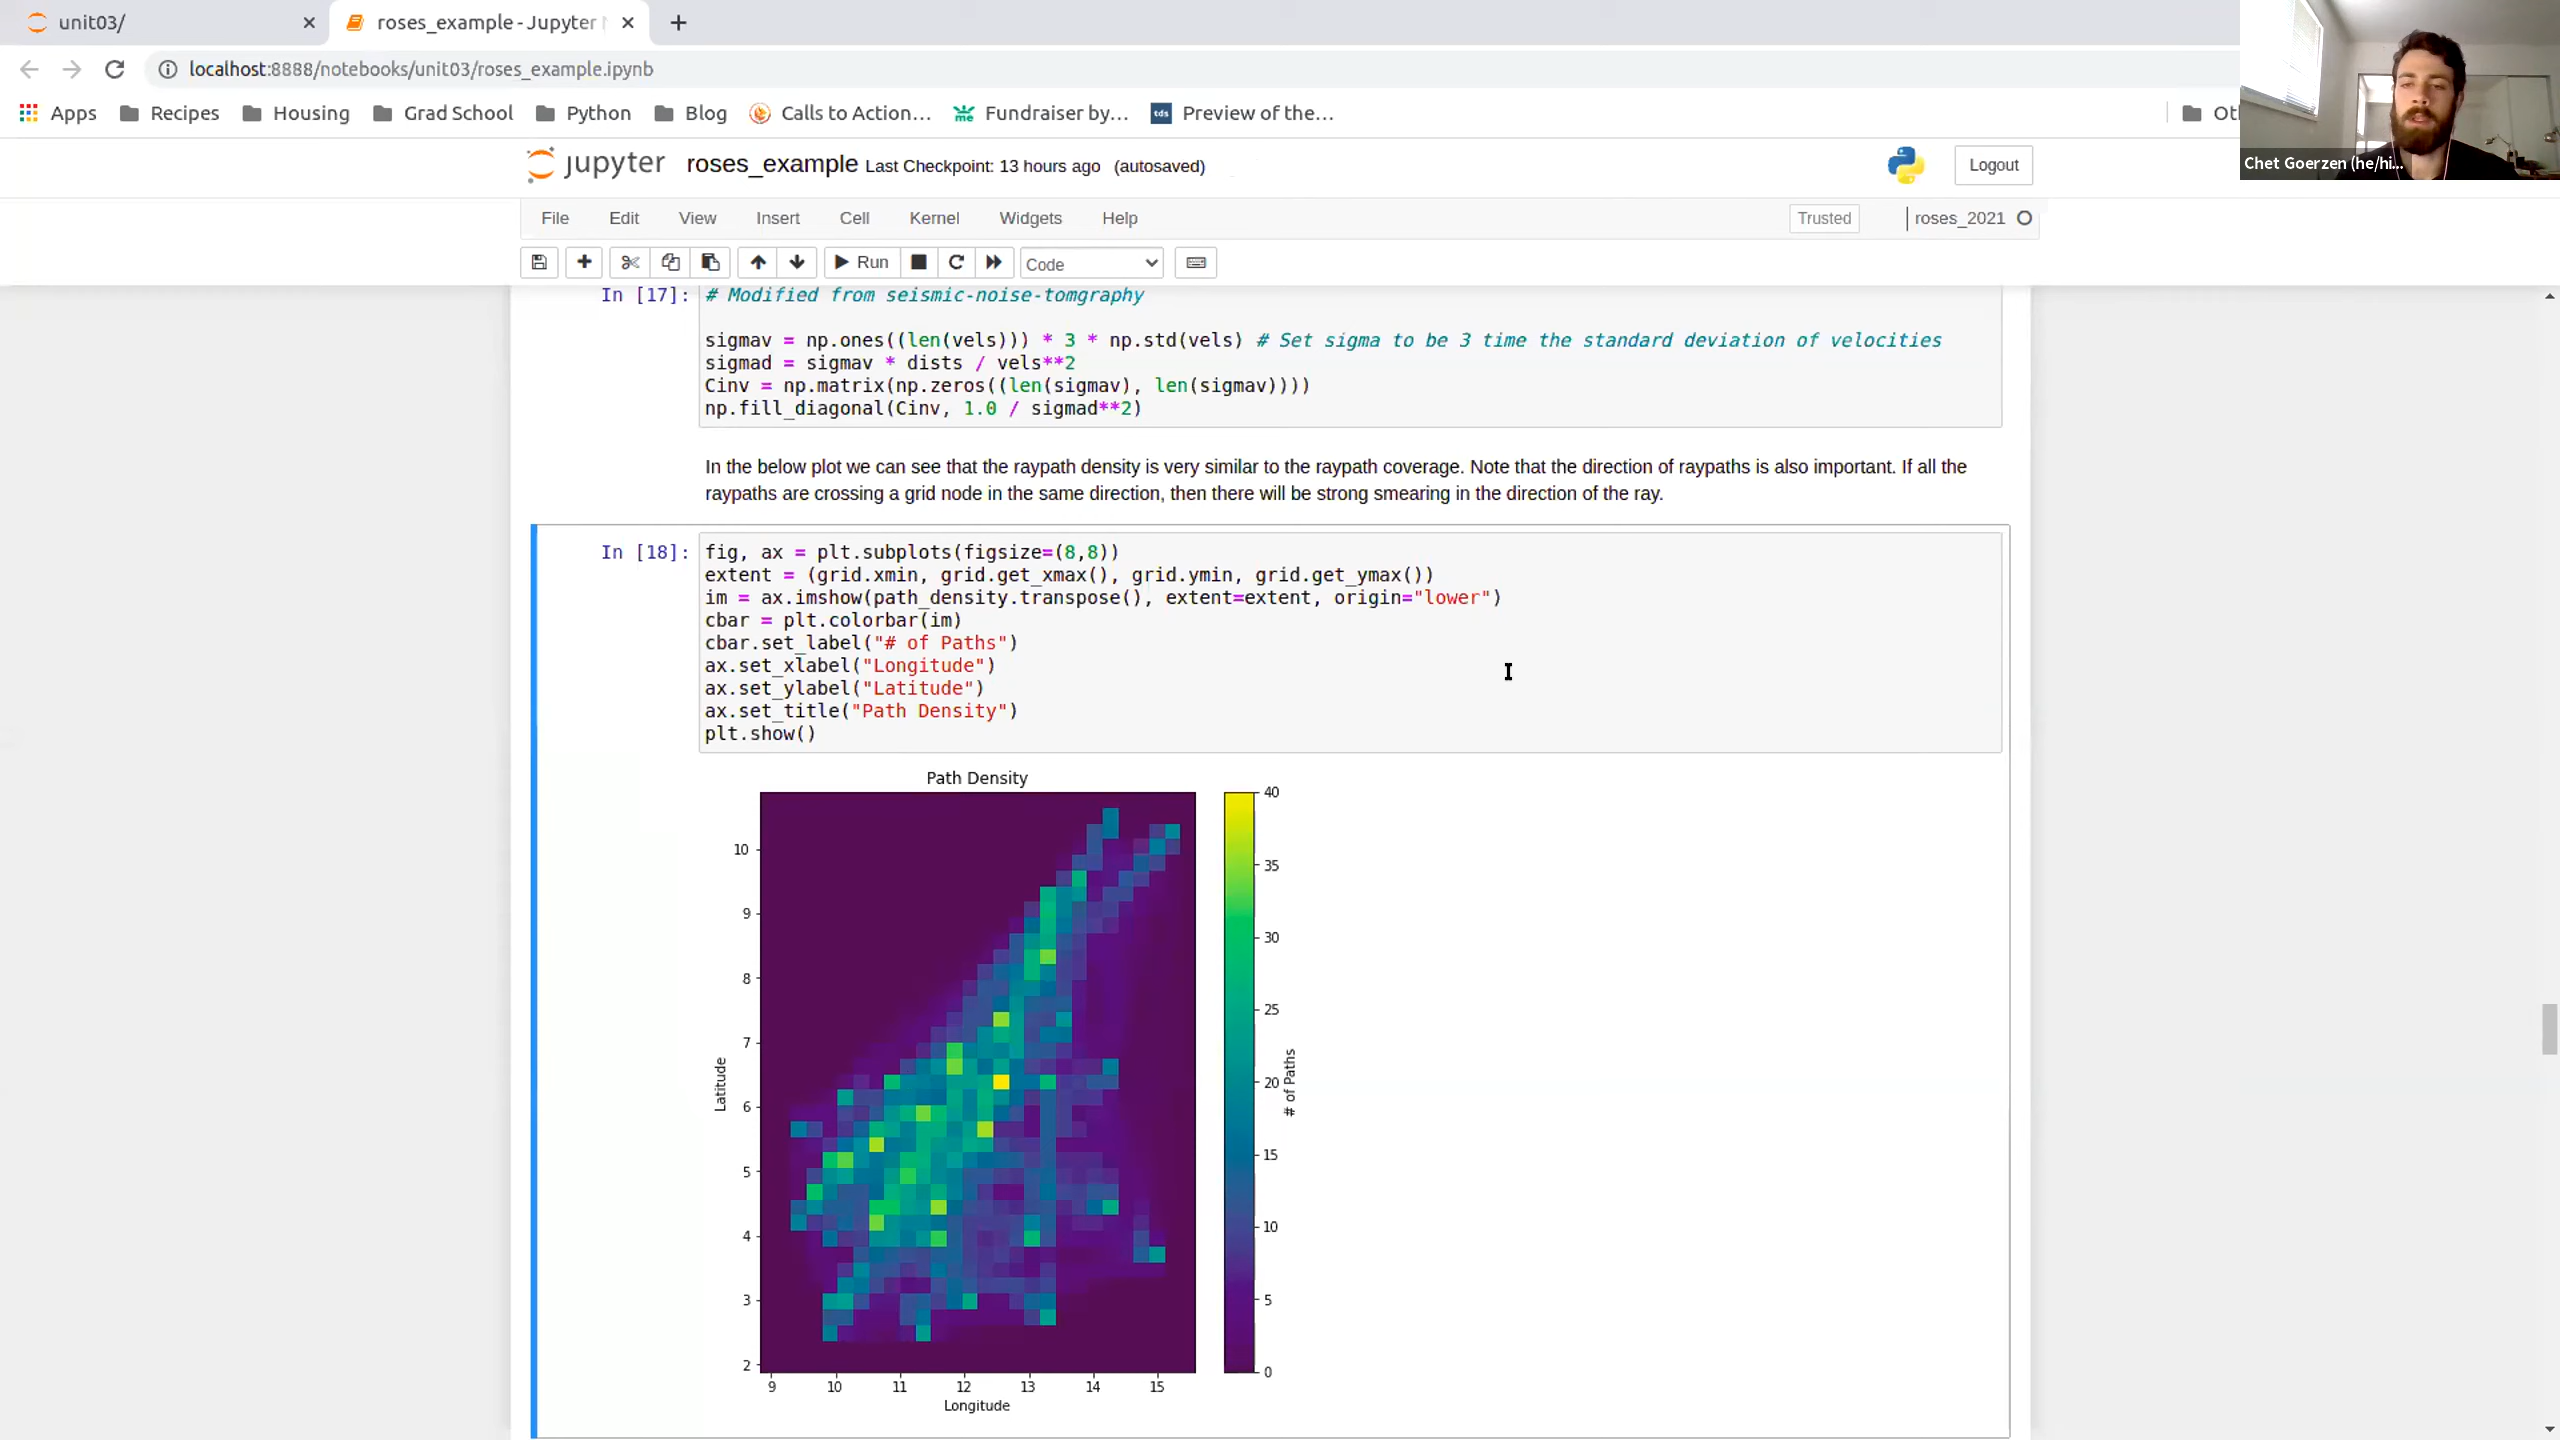 unit03/
roses_example - Jupyter
localhost:8888/notebooks/unit03/roses_example.ipynb
Apps Recipes Housing Grad School Python Blog Calls to Action… Fundraiser by… tds Preview of the…
Chet Goerzen (he/hi...
jupyter roses_example Last Checkpoint: 13 hours ago (autosaved) Logout
File Edit View Insert Cell Kernel Widgets Help Trusted roses_2021
Run Code
In [17]: # Modified from seismic-noise-tomgraphy
sigmav = np.ones((len(vels))) * 3 * np.std(vels) # Set sigma to be 3 time the standard deviation of velocities
sigmad = sigmav * dists / vels**2
Cinv = np.matrix(np.zeros((len(sigmav), len(sigmav))))
np.fill_diagonal(Cinv, 1.0 / sigmad**2)
In the below plot we can see that the raypath density is very similar to the raypath coverage. Note that the direction of raypaths is also important. If all the
raypaths are crossing a grid node in the same direction, then there will be strong smearing in the direction of the ray.
In [18]: fig, ax = plt.subplots(figsize=(8,8))
extent = (grid.xmin, grid.get_xmax(), grid.ymin, grid.get_ymax())
im = ax.imshow(path_density.transpose(), extent=extent, origin="lower")
cbar = plt.colorbar(im)
cbar.set_label("# of Paths")
ax.set_xlabel("Longitude")
ax.set_ylabel("Latitude")
ax.set_title("Path Density")
plt.show()
Path Density
10
9
8
7
6
5
4
3
2
Latitude
9 10 11 12 13 14 15
Longitude
40
35
30
25
20
15
10
5
0
# of Paths